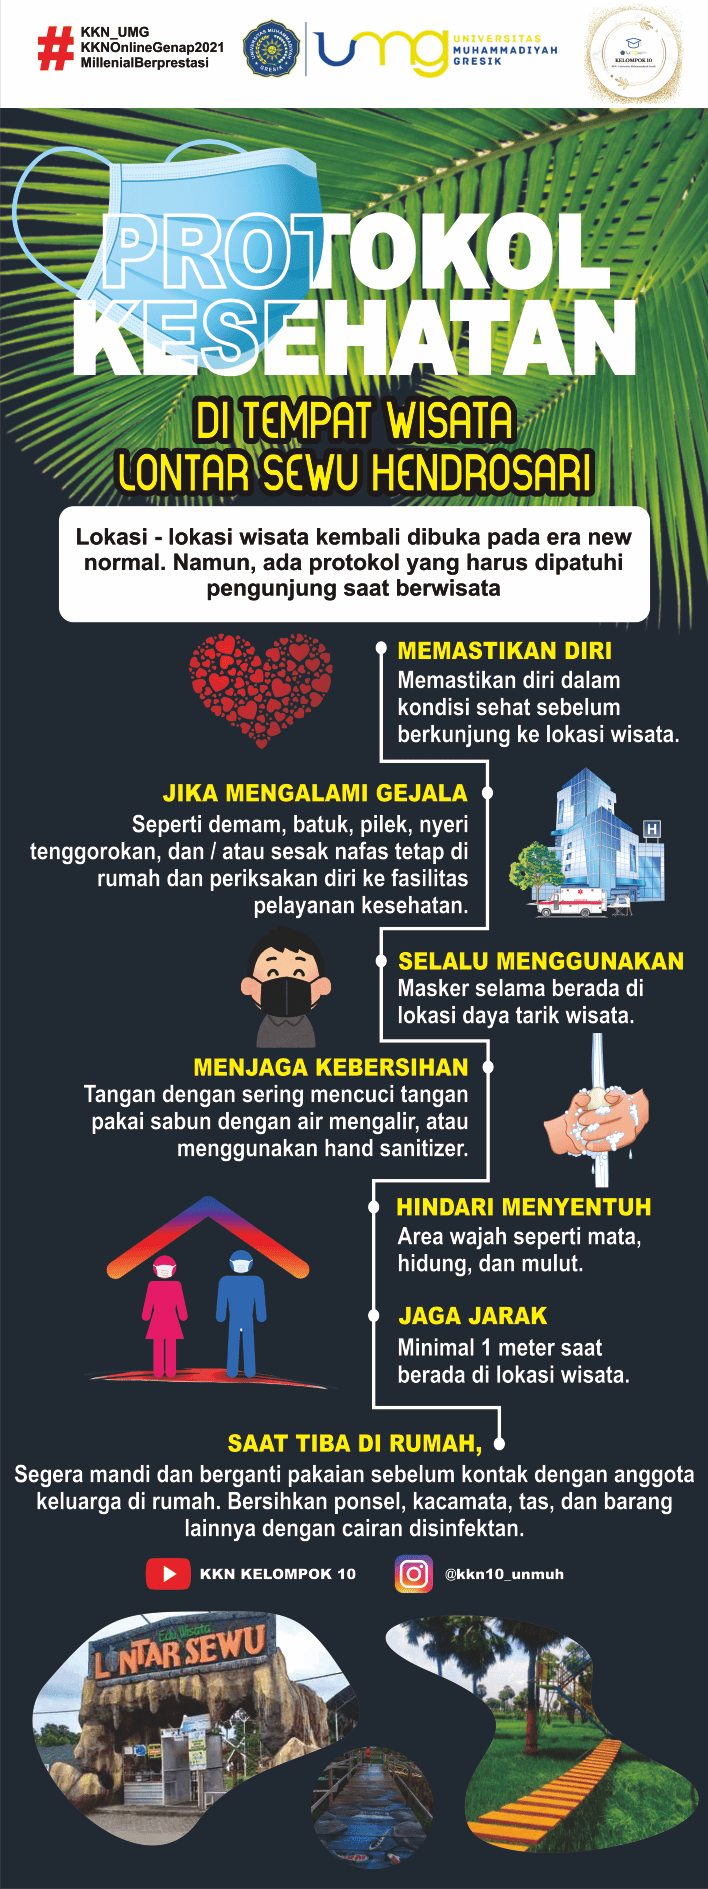 # KKN_UMG
KKNOnlineGenap2021
MillenialBerprestasi
UNIVERSITAS MUHAMMADIYAH
GRESIK
umg
UNIVERSITAS
MUHAMMADIYAH
GRESIK
KELOMPOK 10
PROTOKOL
KESEHATAN
DI TEMPAT WISATA
LONTAR SEWU HENDROSARI
Lokasi - lokasi wisata kembali dibuka pada era new
normal. Namun, ada protokol yang harus dipatuhi
pengunjung saat berwisata
MEMASTIKAN DIRI
Memastikan diri dalam
kondisi sehat sebelum
berkunjung ke lokasi wisata.
JIKA MENGALAMI GEJALA
Seperti demam, batuk, pilek, nyeri
tenggorokan, dan / atau sesak nafas tetap di
rumah dan periksakan diri ke fasilitas
pelayanan kesehatan.
H
SELALU MENGGUNAKAN
Masker selama berada di
lokasi daya tarik wisata.
MENJAGA KEBERSIHAN
Tangan dengan sering mencuci tangan
pakai sabun dengan air mengalir, atau
menggunakan hand sanitizer.
HINDARI MENYENTUH
Area wajah seperti mata,
hidung, dan mulut.
JAGA JARAK
Minimal 1 meter saat
berada di lokasi wisata.
SAAT TIBA DI RUMAH,
Segera mandi dan berganti pakaian sebelum kontak dengan anggota
keluarga di rumah. Bersihkan ponsel, kacamata, tas, dan barang
lainnya dengan cairan disinfektan.
KKN KELOMPOK 10
@kkn10_unmuh
Edu Wisata
LONTAR SEWU